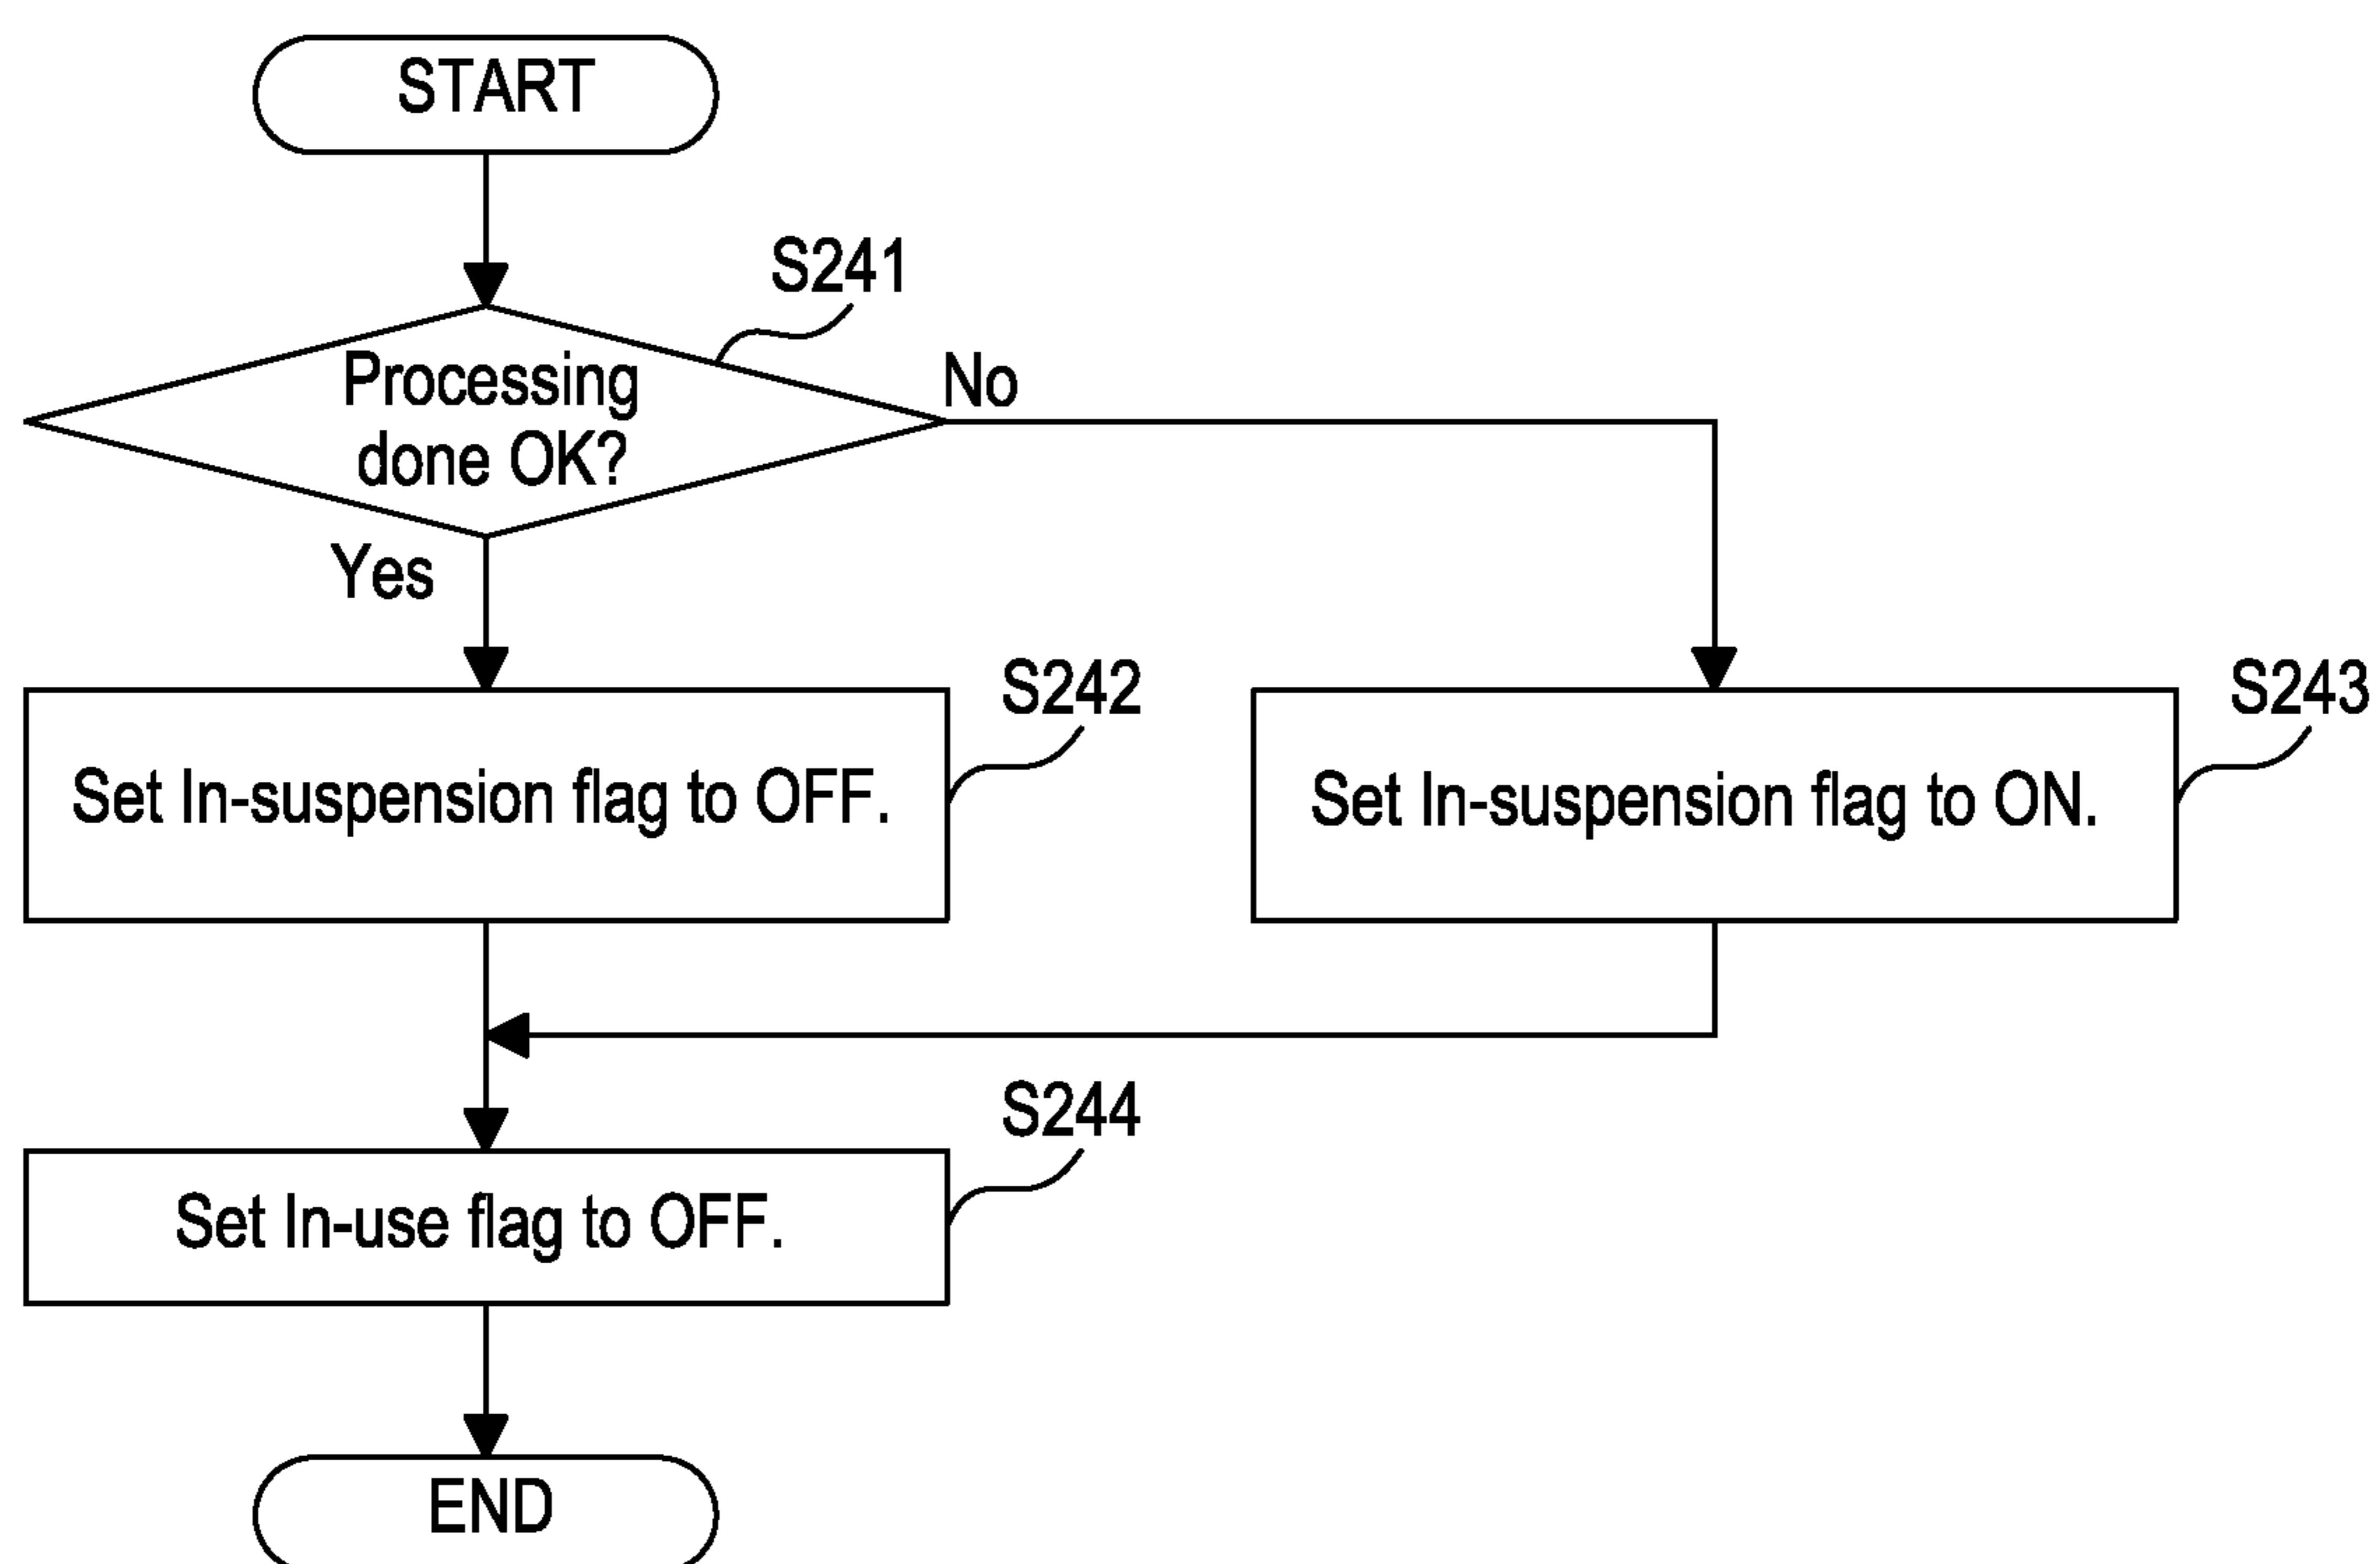 START
S241
Processing
done OK?
No
Yes
S242
S243
Set In-suspension flag to OFF.
Set In-suspension flag to ON.
S244
Set In-use flag to OFF.
END